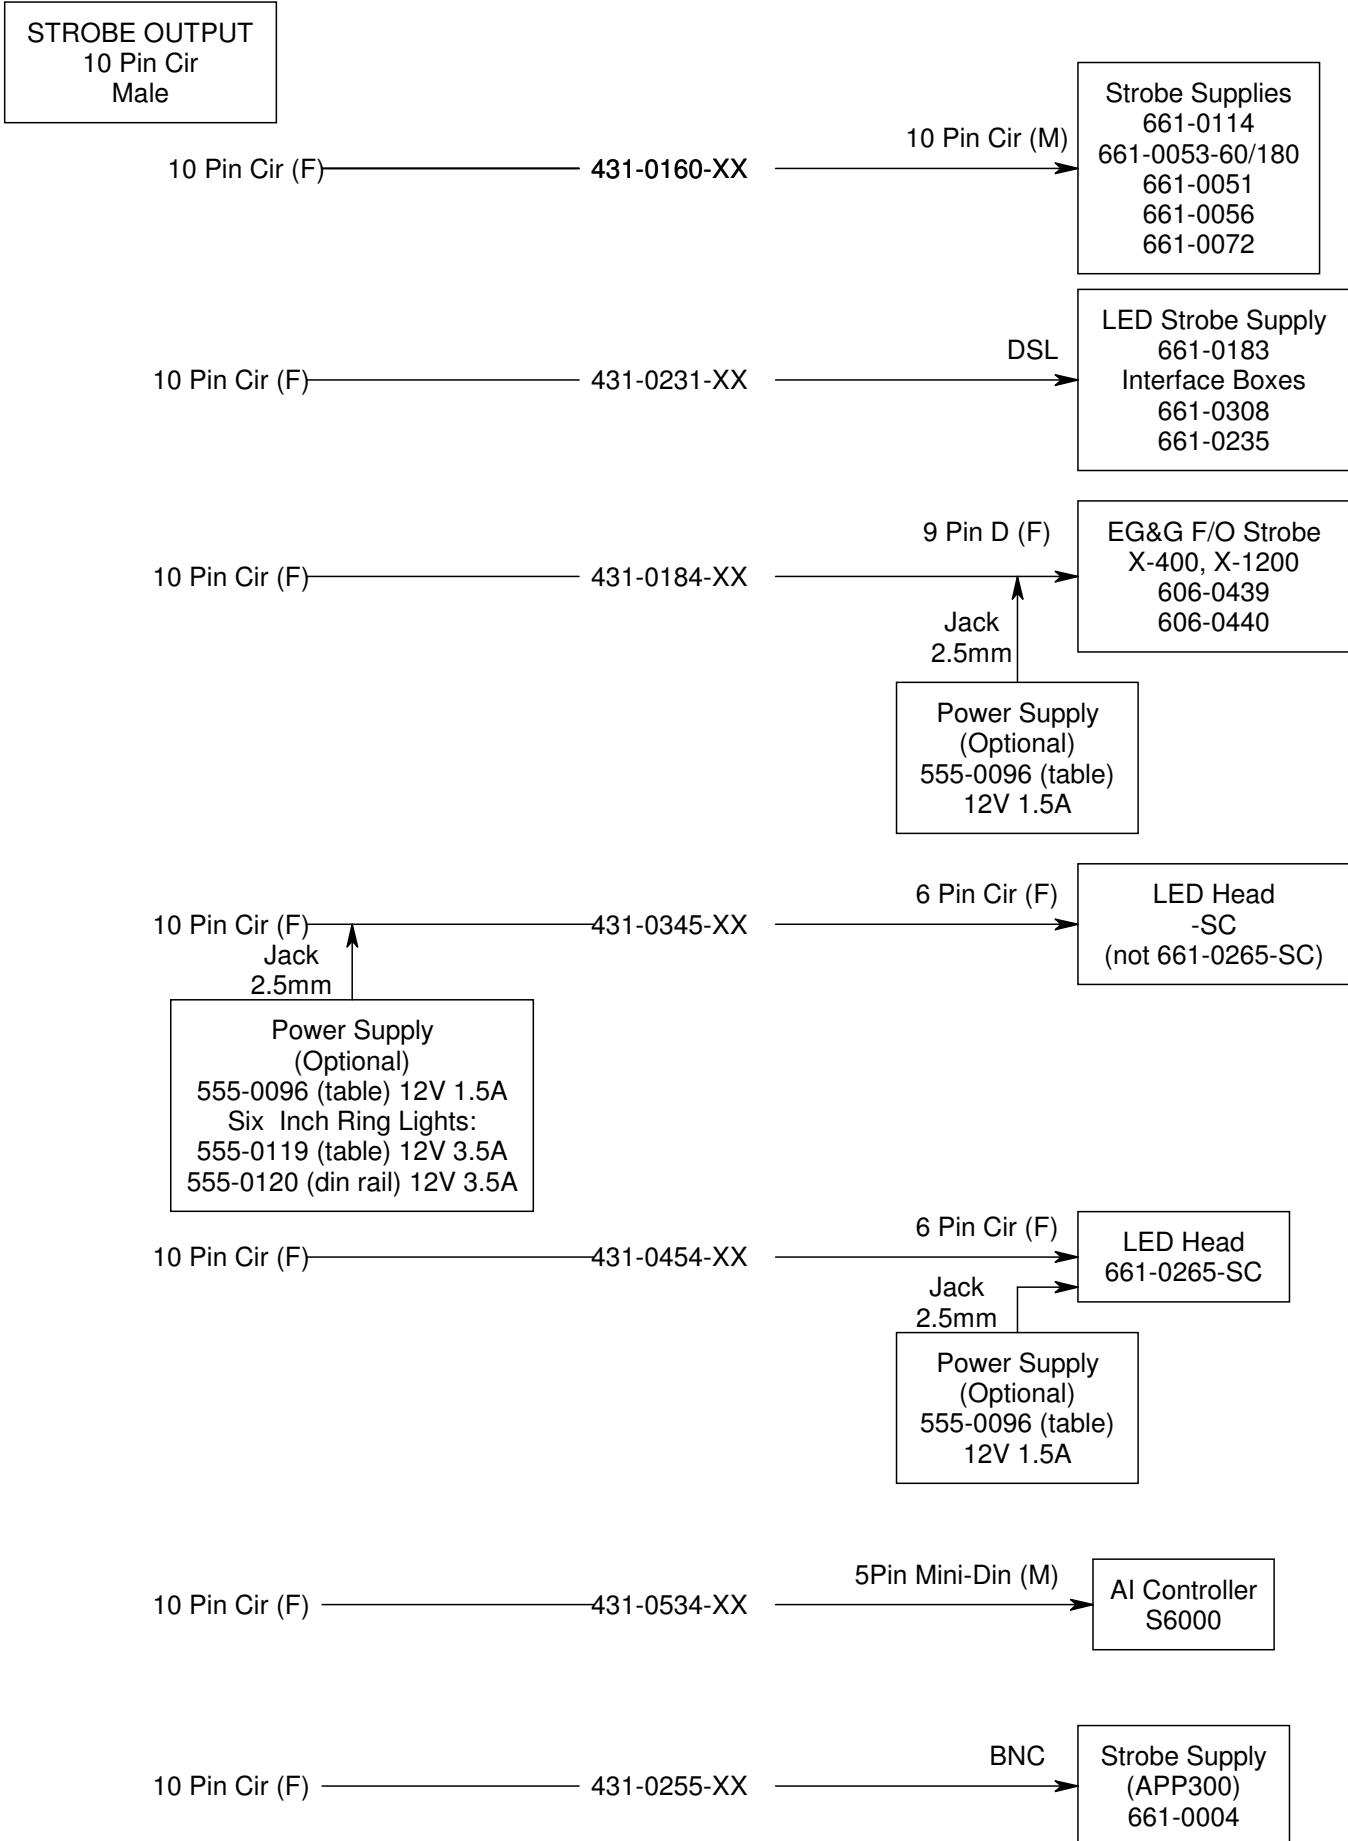 STROBE OUTPUT
10 Pin Cir
Male
10 Pin Cir (F)
431-0160-XX
10 Pin Cir (M)
Strobe Supplies
661-0114
661-0053-60/180
661-0051
661-0056
661-0072
10 Pin Cir (F)
431-0231-XX
DSL
LED Strobe Supply
661-0183
Interface Boxes
661-0308
661-0235
10 Pin Cir (F)
431-0184-XX
9 Pin D (F)
EG&G F/O Strobe
X-400, X-1200
606-0439
606-0440
Jack
2.5mm
Power Supply
(Optional)
555-0096 (table)
12V 1.5A
10 Pin Cir (F)
431-0345-XX
6 Pin Cir (F)
LED Head
-SC
(not 661-0265-SC)
Jack
2.5mm
Power Supply
(Optional)
555-0096 (table) 12V 1.5A
Six Inch Ring Lights:
555-0119 (table) 12V 3.5A
555-0120 (din rail) 12V 3.5A
10 Pin Cir (F)
431-0454-XX
6 Pin Cir (F)
LED Head
661-0265-SC
Jack
2.5mm
Power Supply
(Optional)
555-0096 (table)
12V 1.5A
10 Pin Cir (F)
431-0534-XX
5Pin Mini-Din (M)
AI Controller
S6000
10 Pin Cir (F)
431-0255-XX
BNC
Strobe Supply
(APP300)
661-0004